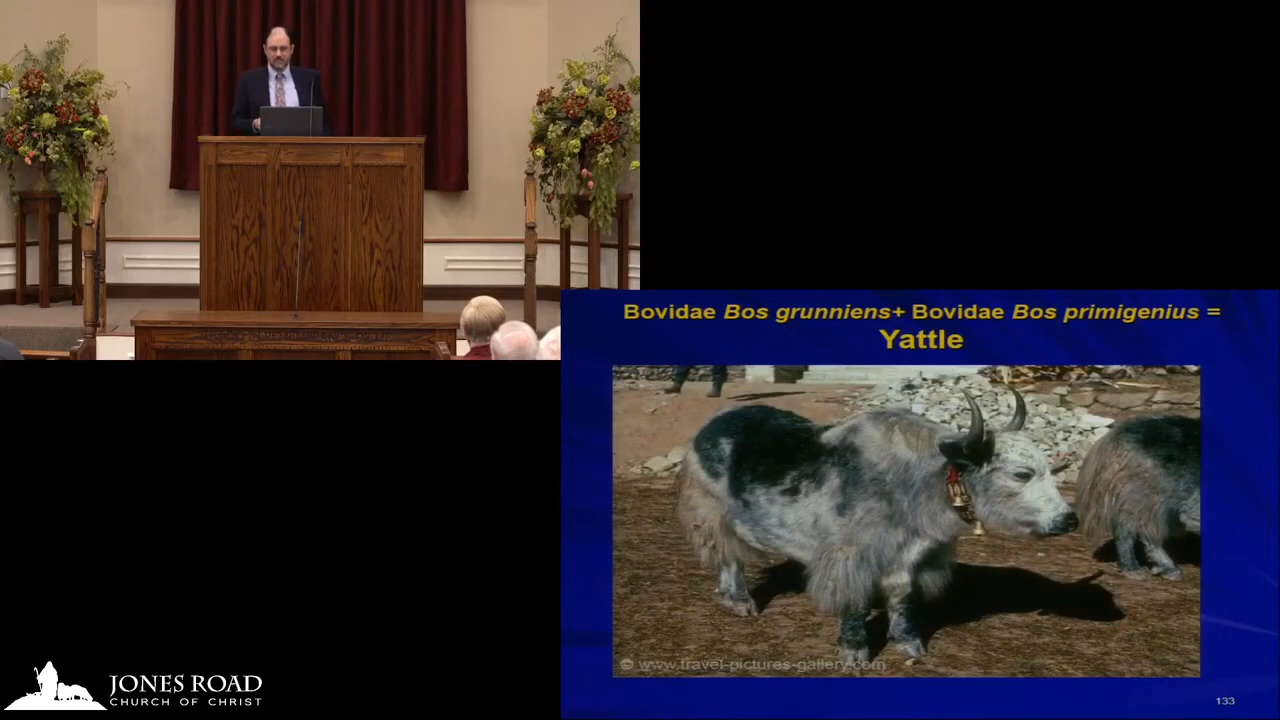 Bovidae Bos grunniens+ Bovidae Bos primigenius =
Yattle
© www.travel-pictures-gallery.com
133
JONES ROAD
CHURCH OF CHRIST